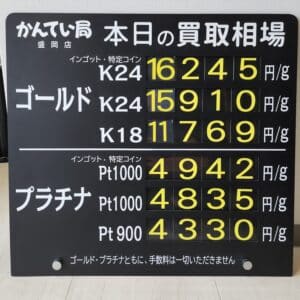 かんてい局 盛岡店 本日の買取相場
インゴット・特定コイン
K24 16245 円/g
ゴールド K24 15910 円/g
K18 11769 円/g
インゴット・特定コイン
Pt1000 4942 円/g
プラチナ Pt1000 4835 円/g
Pt900 4330 円/g
ゴールド・プラチナともに、手数料は一切いただきません